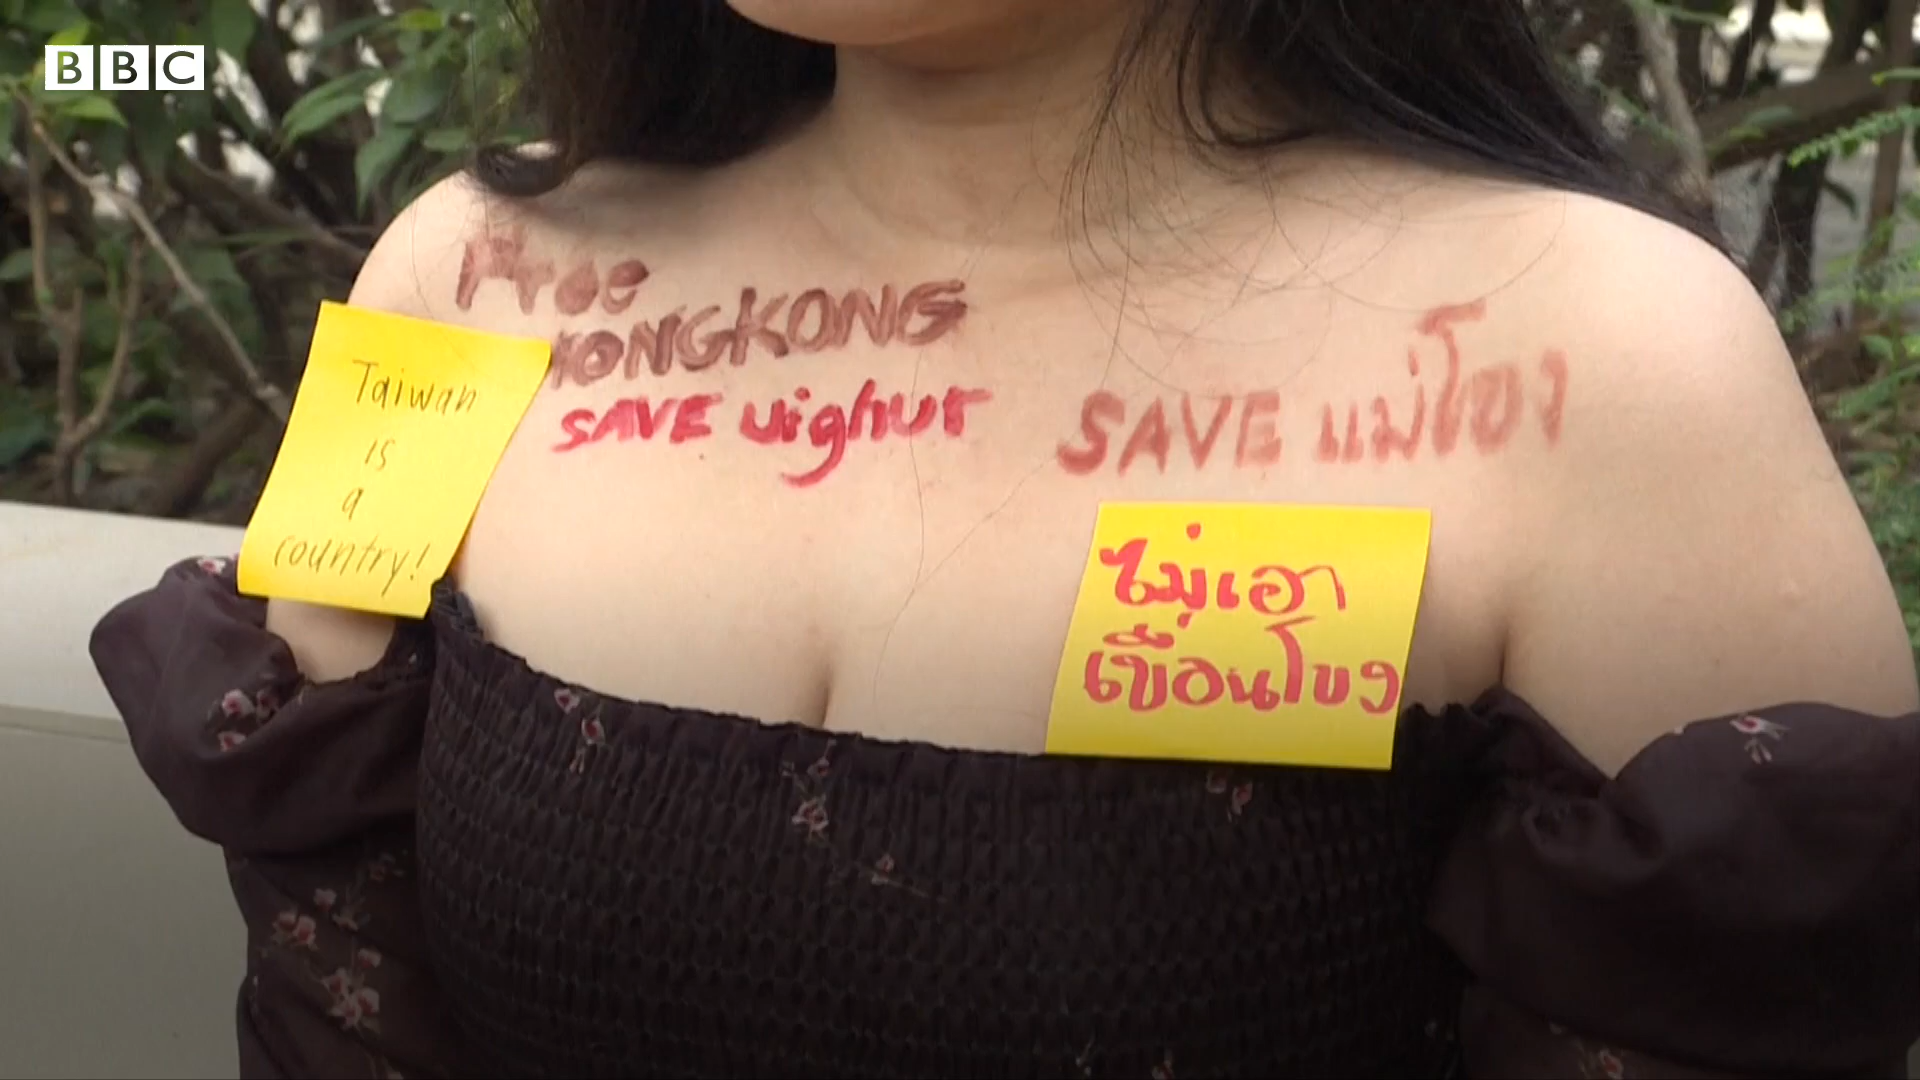 BBC
Free
HONGKONG
SAVE uighur
SAVE แม่โขง
Taiwan
is
a
country!
ไม่เอา
เขื่อนโขง